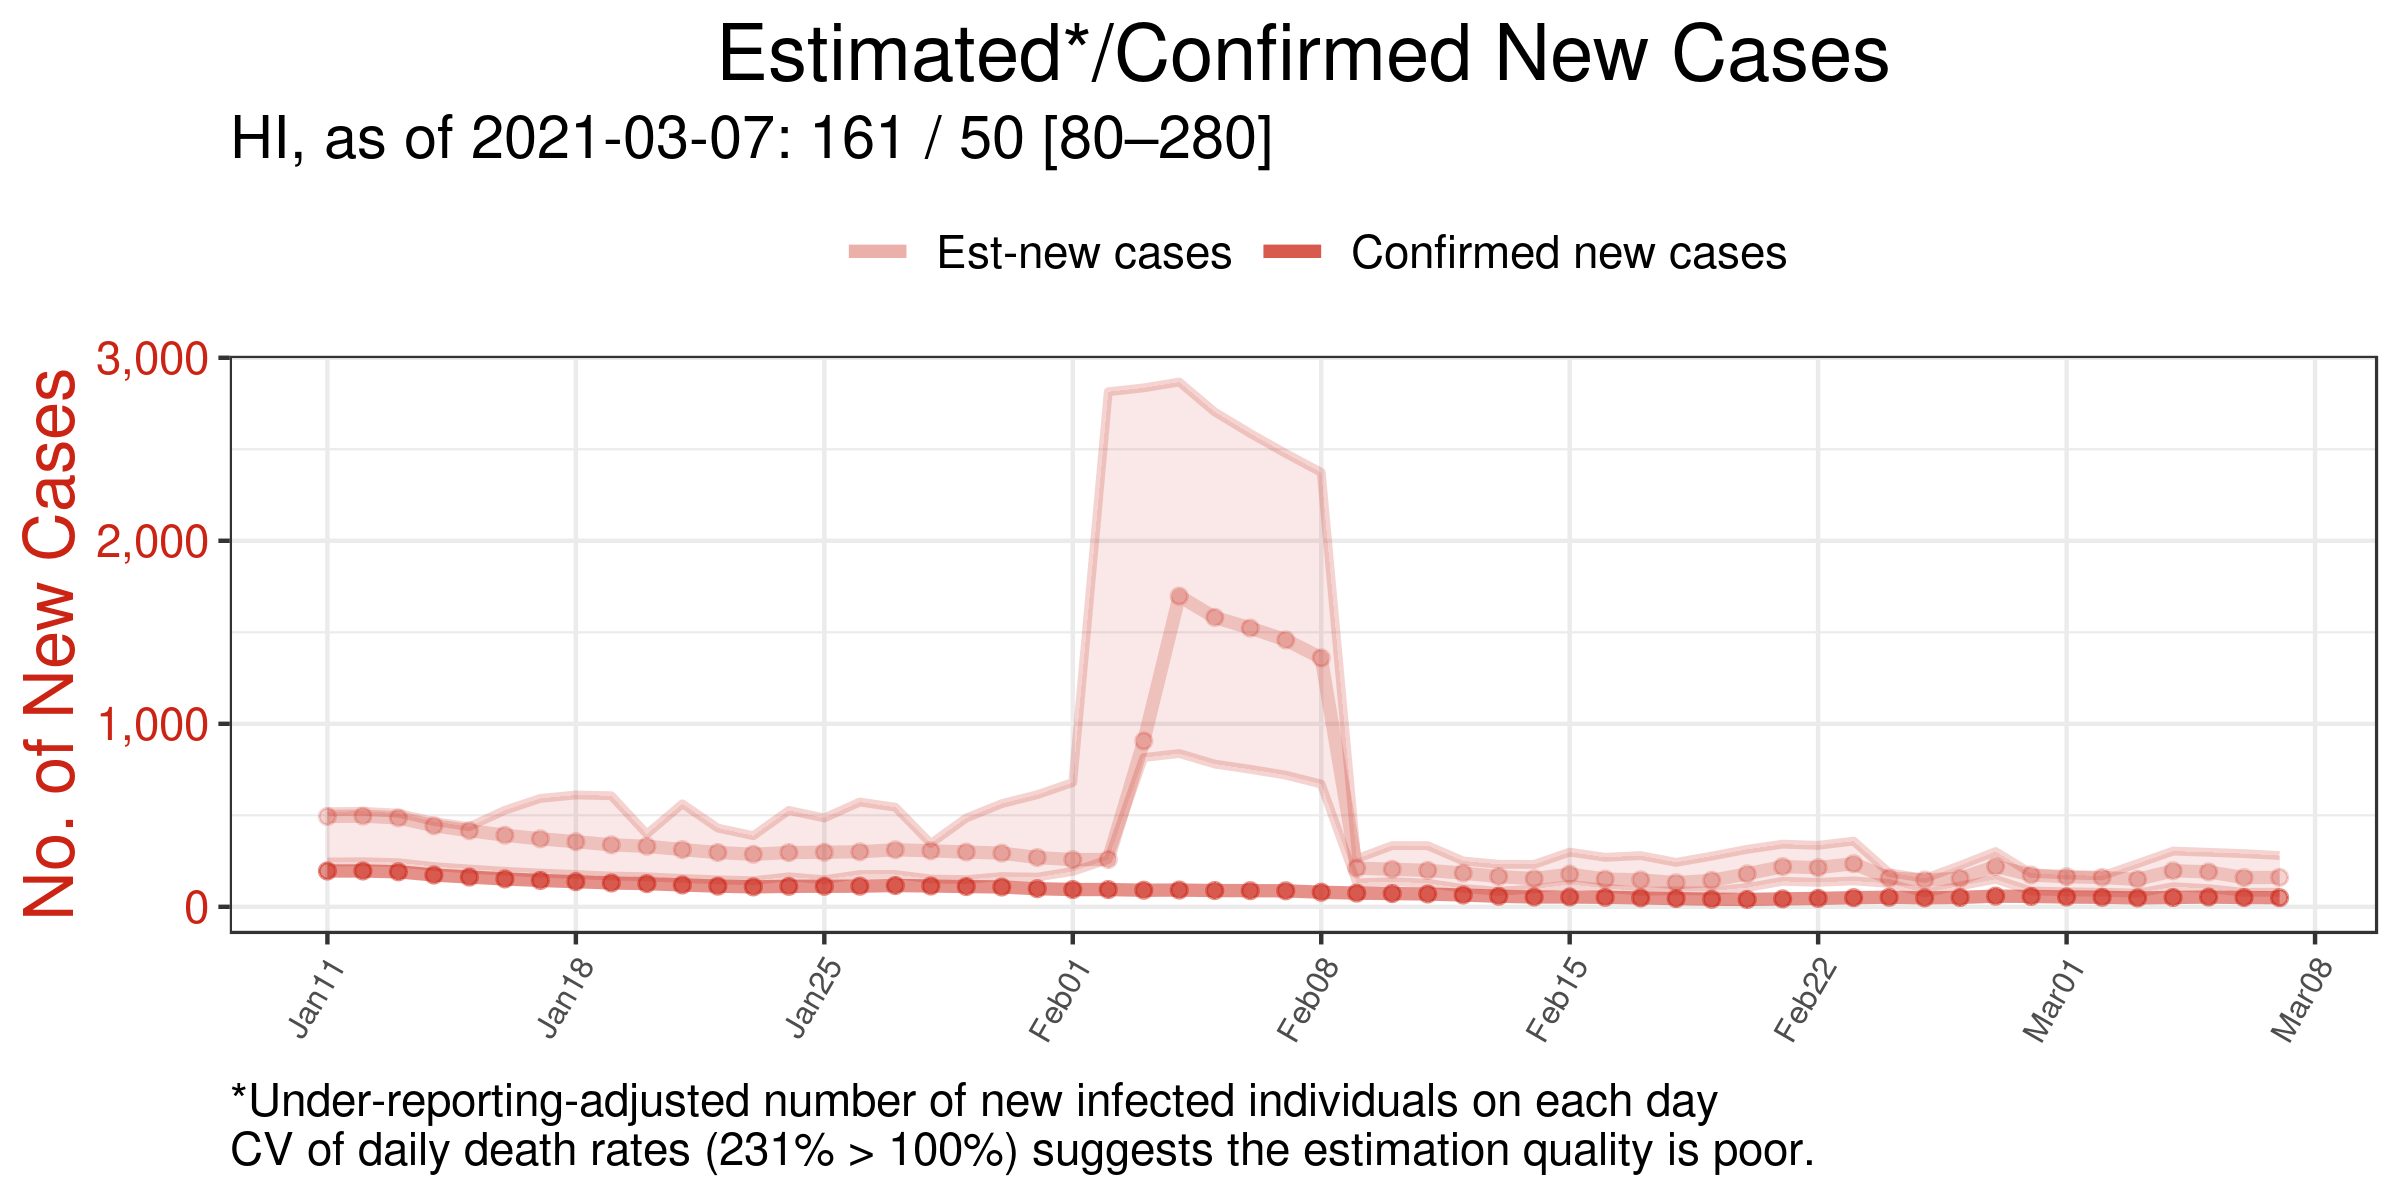 Estimated*/Confirmed New Cases
HI, as of 2021-03-07: 161 / 50 [80–280]
Est-new cases
Confirmed new cases
No. of New Cases
3,000
2,000
1,000
0
Jan11
Jan18
Jan25
Feb01
Feb08
Feb15
Feb22
Mar01
Mar08
*Under-reporting-adjusted number of new infected individuals on each day
CV of daily death rates (231% > 100%) suggests the estimation quality is poor.